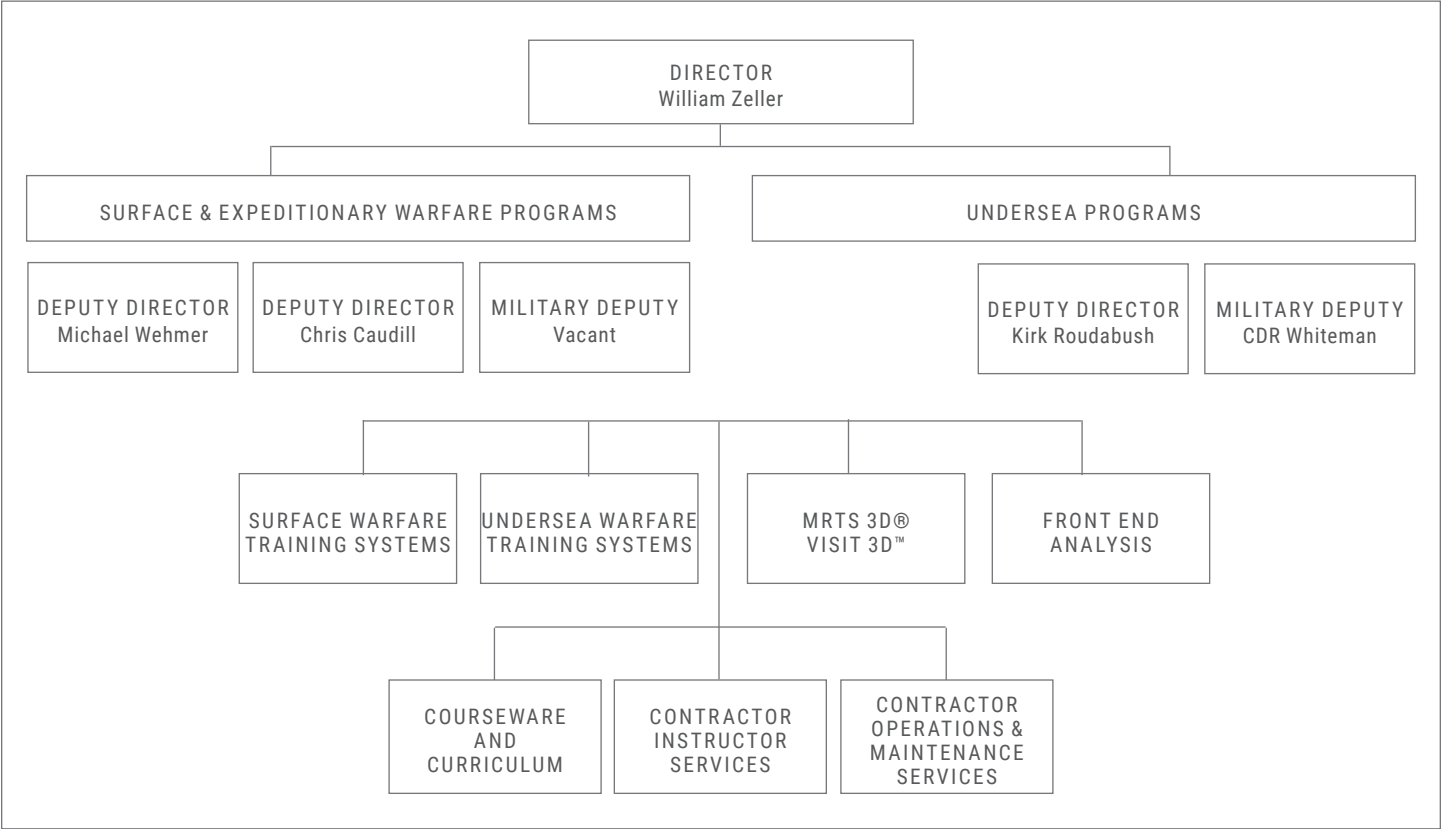 DIRECTOR
William Zeller
SURFACE & EXPEDITIONARY WARFARE PROGRAMS
UNDERSEA PROGRAMS
DEPUTY DIRECTOR
Michael Wehmer
DEPUTY DIRECTOR
Chris Caudill
MILITARY DEPUTY
Vacant
DEPUTY DIRECTOR
Kirk Roudabush
MILITARY DEPUTY
CDR Whiteman
SURFACE WARFARE
TRAINING SYSTEMS
UNDERSEA WARFARE
TRAINING SYSTEMS
MRTS 3D®
VISIT 3D™
FRONT END
ANALYSIS
COURSEWARE
AND
CURRICULUM
CONTRACTOR
INSTRUCTOR
SERVICES
CONTRACTOR
OPERATIONS &
MAINTENANCE
SERVICES